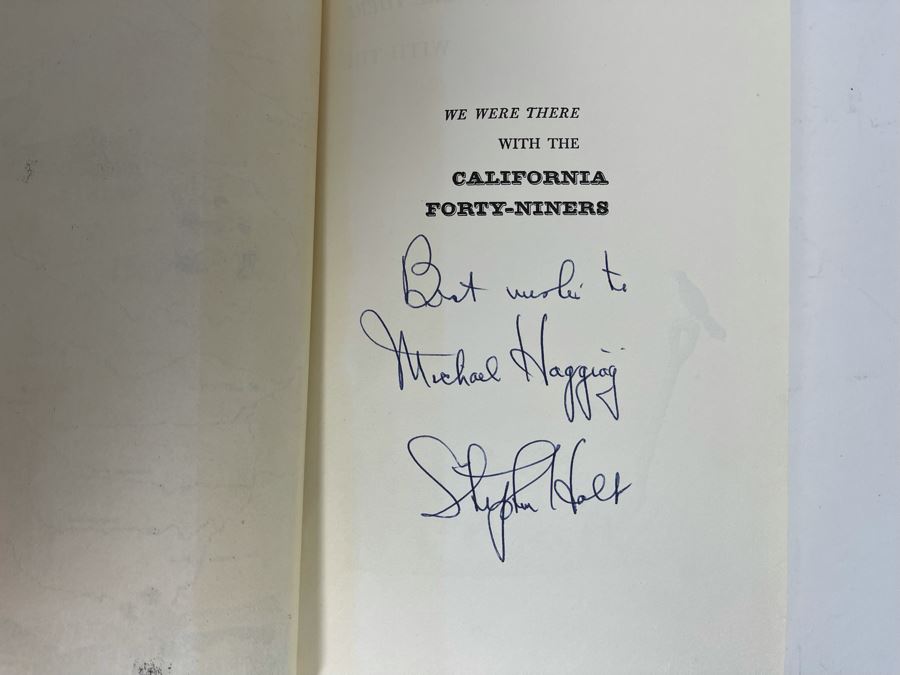 WE WERE THERE
WITH THE
CALIFORNIA
FORTY-NINERS
Best wishes to
Michael Haggiag
Stephen Holt